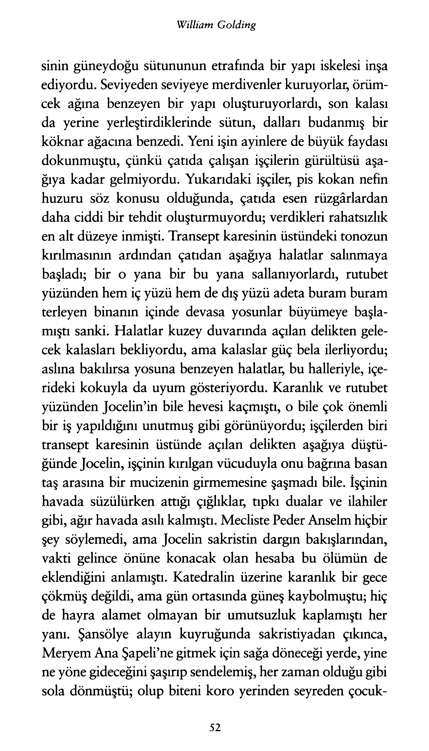 William Golding
sinin güneydoğu sütununun etrafında bir yapı iskelesi inşa
ediyordu. Seviyeden seviyeye merdivenler kuruyorlar, örüm-
cek ağına benzeyen bir yapı oluşturuyorlardı, son kalası
da yerine yerleştirdiklerinde sütun, dalları budanmış bir
köknar ağacına benzedi. Yeni işin ayinlere de büyük faydası
dokunmuştu, çünkü çatıda çalışan işçilerin gürültüsü aşa-
ğıya kadar gelmiyordu. Yukarıdaki işçiler, pis kokan nefin
huzuru söz konusu olduğunda, çatıda esen rüzgârlardan
daha ciddi bir tehdit oluşturmuyordu; verdikleri rahatsızlık
en alt düzeye inmişti. Transept karesinin üstündeki tonozun
kırılmasının ardından çatıdan aşağıya halatlar salınmaya
başladı; bir o yana bir bu yana sallanıyorlardı, rutubet
yüzünden hem iç yüzü hem de dış yüzü adeta buram buram
terleyen binanın içinde devasa yosunlar büyümeye başla-
mıştı sanki. Halatlar kuzey duvarında açılan delikten gele-
cek kalasları bekliyordu, ama kalaslar güç bela ilerliyordu;
aslına bakılırsa yosuna benzeyen halatlar, bu halleriyle, içe-
rideki kokuyla da uyum gösteriyordu. Karanlık ve rutubet
yüzünden Jocelin’in bile hevesi kaçmıştı, o bile çok önemli
bir iş yapıldığını unutmuş gibi görünüyordu; işçilerden biri
transept karesinin üstünde açılan delikten aşağıya düştü-
ğünde Jocelin, işçinin kırılgan vücuduyla onu bağrına basan
taş arasına bir mucizenin girmemesine şaşmadı bile. İşçinin
havada süzülürken attığı çığlıklar, tıpkı dualar ve ilahiler
gibi, ağır havada asılı kalmıştı. Mecliste Peder Anselm hiçbir
şey söylemedi, ama Jocelin sakristin dargın bakışlarından,
vakti gelince önüne konacak olan hesaba bu ölümün de
eklendiğini anlamıştı. Katedralin üzerine karanlık bir gece
çökmüş değildi, ama gün ortasında güneş kaybolmuştu; hiç
de hayra alamet olmayan bir umutsuzluk kaplamıştı her
yanı. Şansölye alayın kuyruğunda sakristiyadan çıkınca,
Meryem Ana Şapeli’ne gitmek için sağa döneceği yerde, yine
ne yöne gideceğini şaşırıp sendelemiş, her zaman olduğu gibi
sola dönmüştü; olup biteni koro yerinden seyreden çocuk-
52